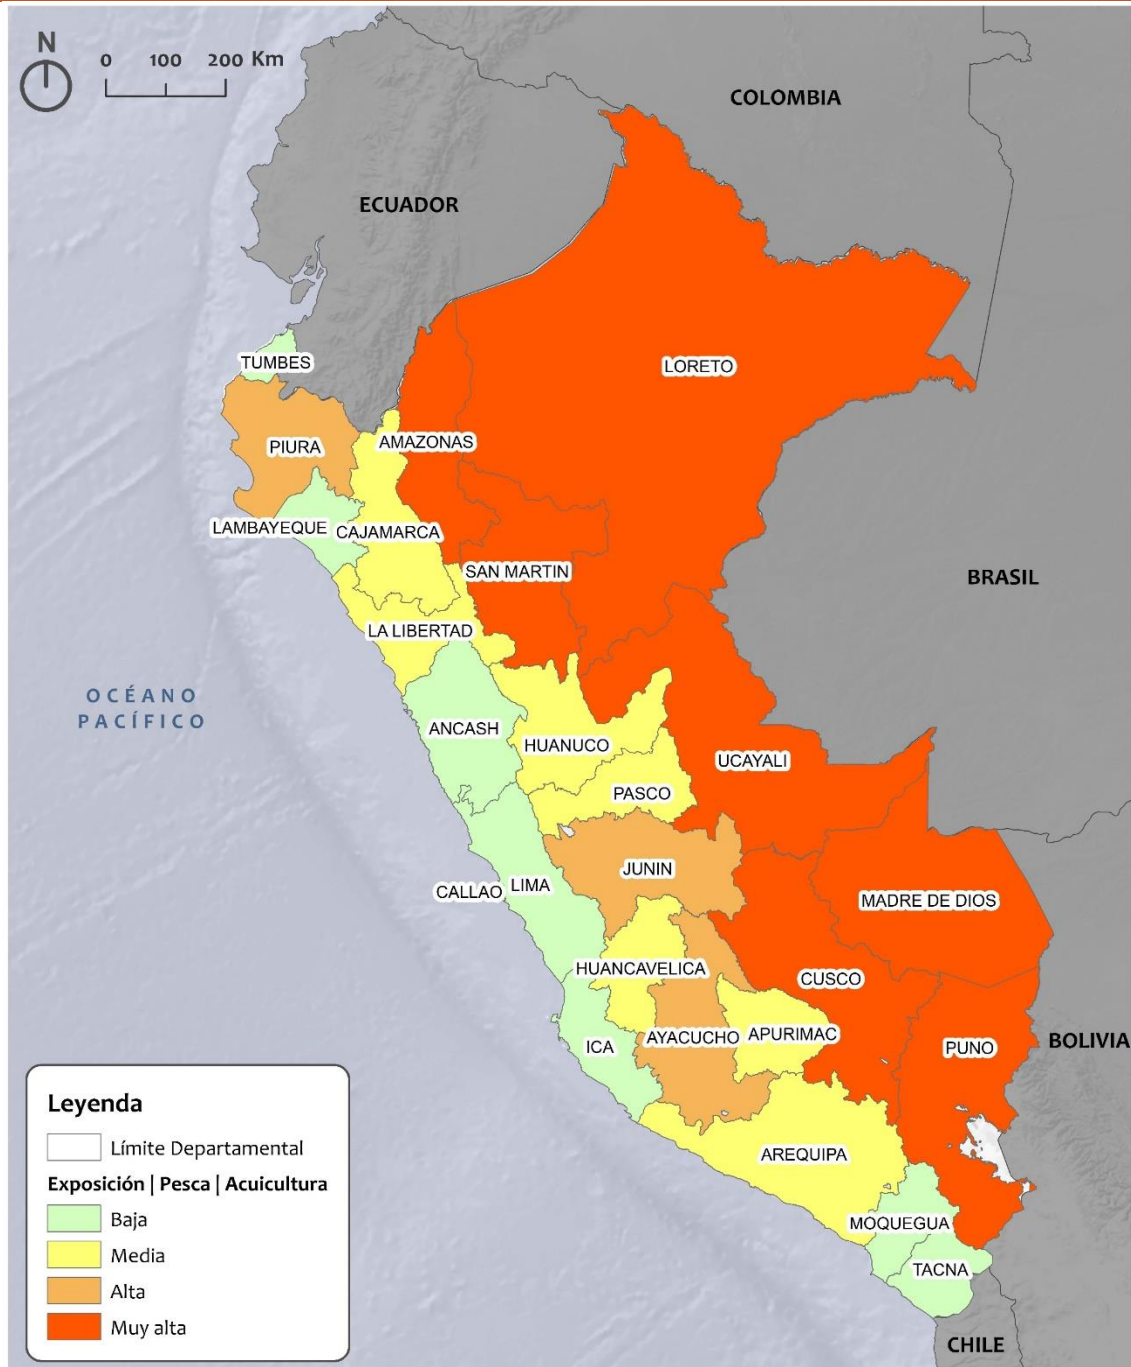 N
0 100 200 Km
COLOMBIA
ECUADOR
TUMBES
LORETO
PIURA
AMAZONAS
LAMBAYEQUE
CAJAMARCA
SAN MARTIN
BRASIL
LA LIBERTAD
OCÉANO
PACÍFICO
ANCASH
HUANUCO
UCAYALI
PASCO
JUNIN
CALLAO
LIMA
MADRE DE DIOS
HUANCAVELICA
CUSCO
AYACUCHO
APURIMAC
ICA
PUNO
BOLIVIA
AREQUIPA
MOQUEGUA
TACNA
CHILE
Leyenda
Límite Departamental
Exposición | Pesca | Acuicultura
Baja
Media
Alta
Muy alta